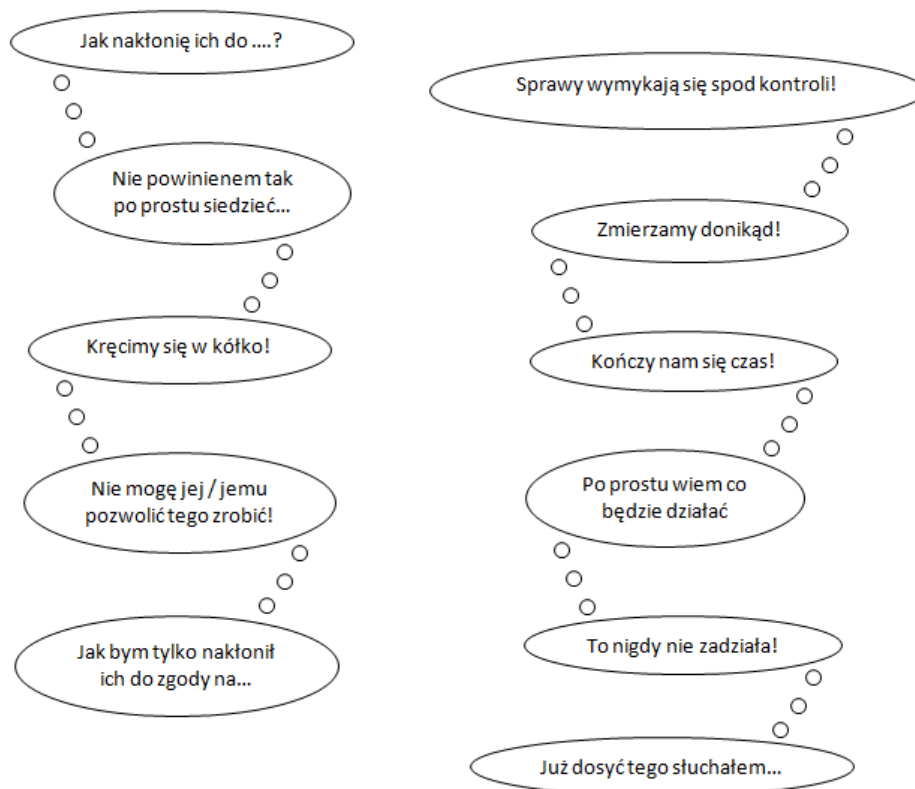 Jak nakłonię ich do ....?
Nie powinienem tak
po prostu siedzieć...
Kręcimy się w kółko!
Nie mogę jej / jemu
pozwolić tego zrobić!
Jak bym tylko nakłonił
ich do zgody na...
Sprawy wymykają się spod kontroli!
Zmierzamy donikąd!
Kończy nam się czas!
Po prostu wiem co
będzie działać
To nigdy nie zadziała!
Już dosyć tego słuchałem...